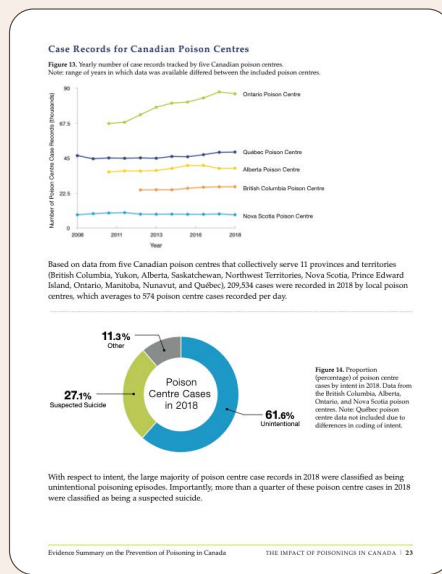 Case Records for Canadian Poison Centres
Figure 13. Yearly number of case records tracked by five Canadian poison centres.
Note: range of years in which data was available differed between the included poison centres.
Number of Poison Centre Case Records (thousands)
90
67.5
45
22.5
0
2008
2011
2013
2016
2018
Year
Ontario Poison Centre
Québec Poison Centre
Alberta Poison Centre
British Columbia Poison Centre
Nova Scotia Poison Centre
Based on data from five Canadian poison centres that collectively serve 11 provinces and territories
(British Columbia, Yukon, Alberta, Saskatchewan, Northwest Territories, Nova Scotia, Prince Edward
Island, Ontario, Manitoba, Nunavut, and Québec), 209,534 cases were recorded in 2018 by local poison
centres, which averages to 574 poison centre cases recorded per day.
11.3%
Other
27.1%
Suspected Suicide
Poison
Centre Cases
in 2018
61.6%
Unintentional
Figure 14. Proportion
(percentage) of poison centre
cases by intent in 2018. Data from
the British Columbia, Alberta,
Ontario, and Nova Scotia poison
centres. Note: Québec poison
centre data not included due to
differences in coding of intent.
With respect to intent, the large majority of poison centre case records in 2018 were classified as being
unintentional poisoning episodes. Importantly, more than a quarter of these poison centre cases in 2018
were classified as being a suspected suicide.
Evidence Summary on the Prevention of Poisoning in Canada
THE IMPACT OF POISONINGS IN CANADA | 23